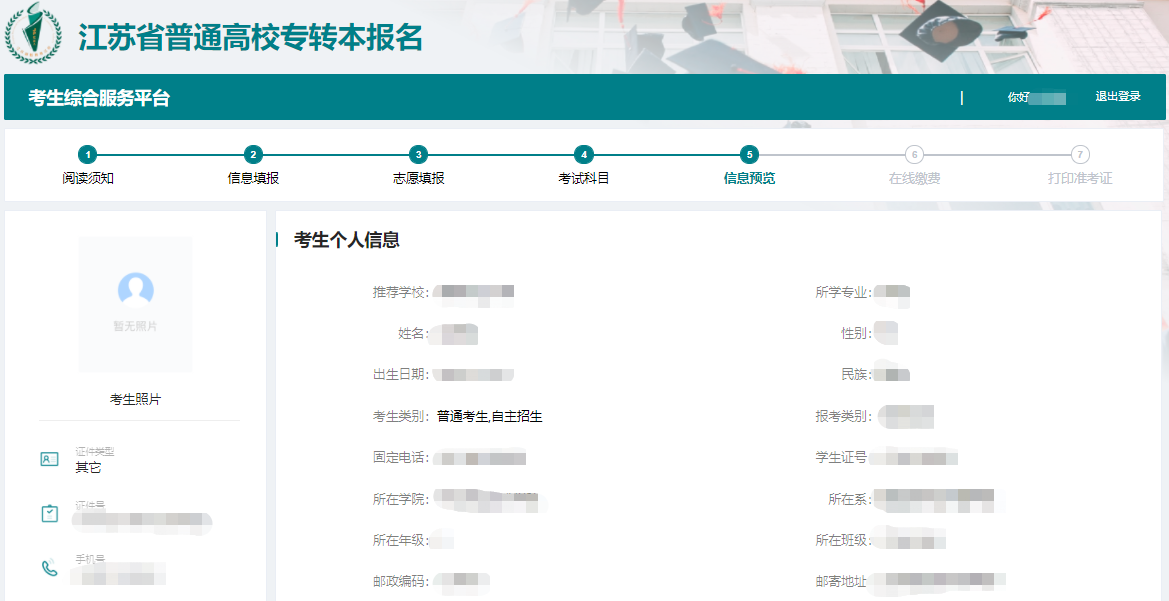 江苏省普通高校专转本报名
考生综合服务平台
| 你好 退出登录
1 2 3 4 5 6 7
阅读须知 信息填报 志愿填报 考试科目 信息预览 在线缴费 打印准考证
考生个人信息
暂无照片
考生照片
证件类型
其它
证件号
手机号
推荐学校: 所学专业:
姓名: 性别:
出生日期: 民族:
考生类别: 普通考生,自主招生 报考类别:
固定电话: 学生证号
所在学院: 所在系:
所在年级: 所在班级:
邮政编码: 邮寄地址